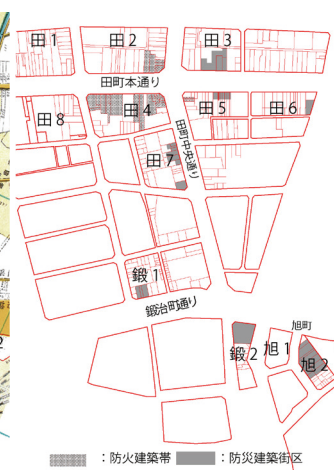 田1
田2
田3
田町本通り
田8
田4
田5
田6
田7
田町中央通り
鍛1
鍛治町通り
鍛2
旭1
旭町
旭2
：防火建築帯
：防災建築街区